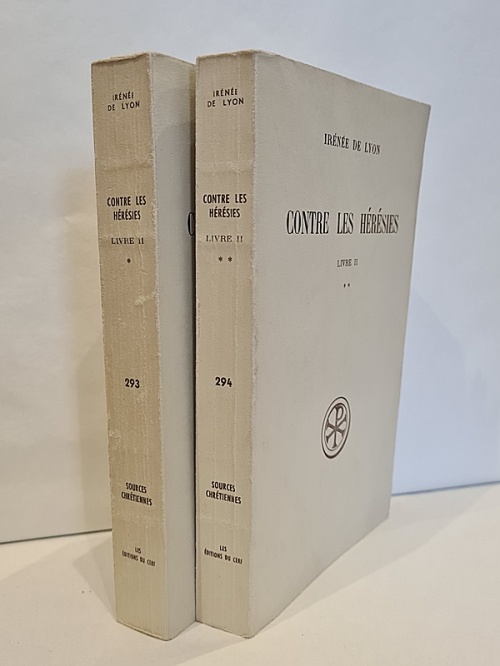 IRÉNÉE
DE LYON
CONTRE LES
HÉRÉSIES
LIVRE II
*
293
SOURCES
CHRÉTIENNES
LES
ÉDITIONS DU CERF
IRÉNÉE
DE LYON
CONTRE LES
HÉRÉSIES
LIVRE II
**
294
SOURCES
CHRÉTIENNES
LES
ÉDITIONS DU CERF
IRÉNÉE DE LYON
CONTRE LES HÉRÉSIES
LIVRE II
**